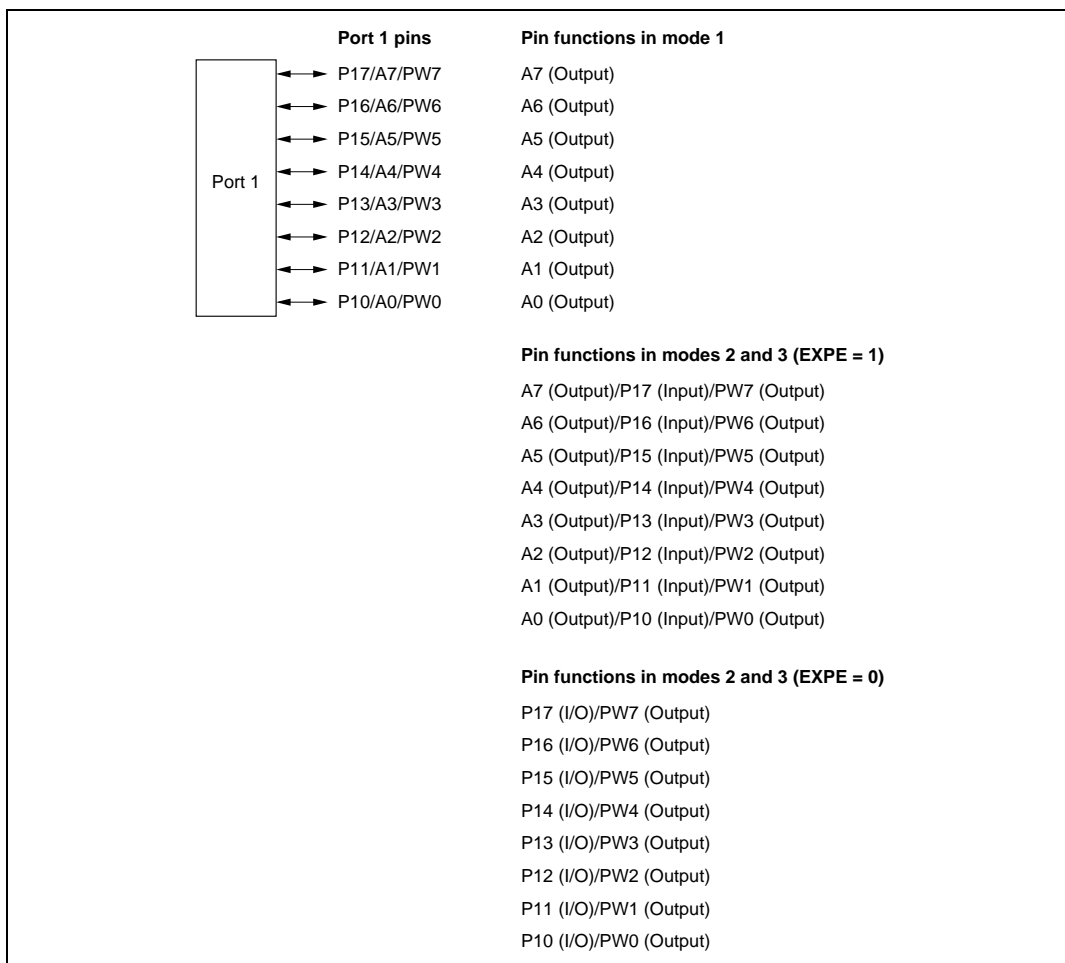 Port 1 pins Pin functions in mode 1
P17/A7/PW7 A7 (Output)
P16/A6/PW6 A6 (Output)
P15/A5/PW5 A5 (Output)
P14/A4/PW4 A4 (Output)
Port 1
P13/A3/PW3 A3 (Output)
P12/A2/PW2 A2 (Output)
P11/A1/PW1 A1 (Output)
P10/A0/PW0 A0 (Output)
Pin functions in modes 2 and 3 (EXPE = 1)
A7 (Output)/P17 (Input)/PW7 (Output)
A6 (Output)/P16 (Input)/PW6 (Output)
A5 (Output)/P15 (Input)/PW5 (Output)
A4 (Output)/P14 (Input)/PW4 (Output)
A3 (Output)/P13 (Input)/PW3 (Output)
A2 (Output)/P12 (Input)/PW2 (Output)
A1 (Output)/P11 (Input)/PW1 (Output)
A0 (Output)/P10 (Input)/PW0 (Output)
Pin functions in modes 2 and 3 (EXPE = 0)
P17 (I/O)/PW7 (Output)
P16 (I/O)/PW6 (Output)
P15 (I/O)/PW5 (Output)
P14 (I/O)/PW4 (Output)
P13 (I/O)/PW3 (Output)
P12 (I/O)/PW2 (Output)
P11 (I/O)/PW1 (Output)
P10 (I/O)/PW0 (Output)